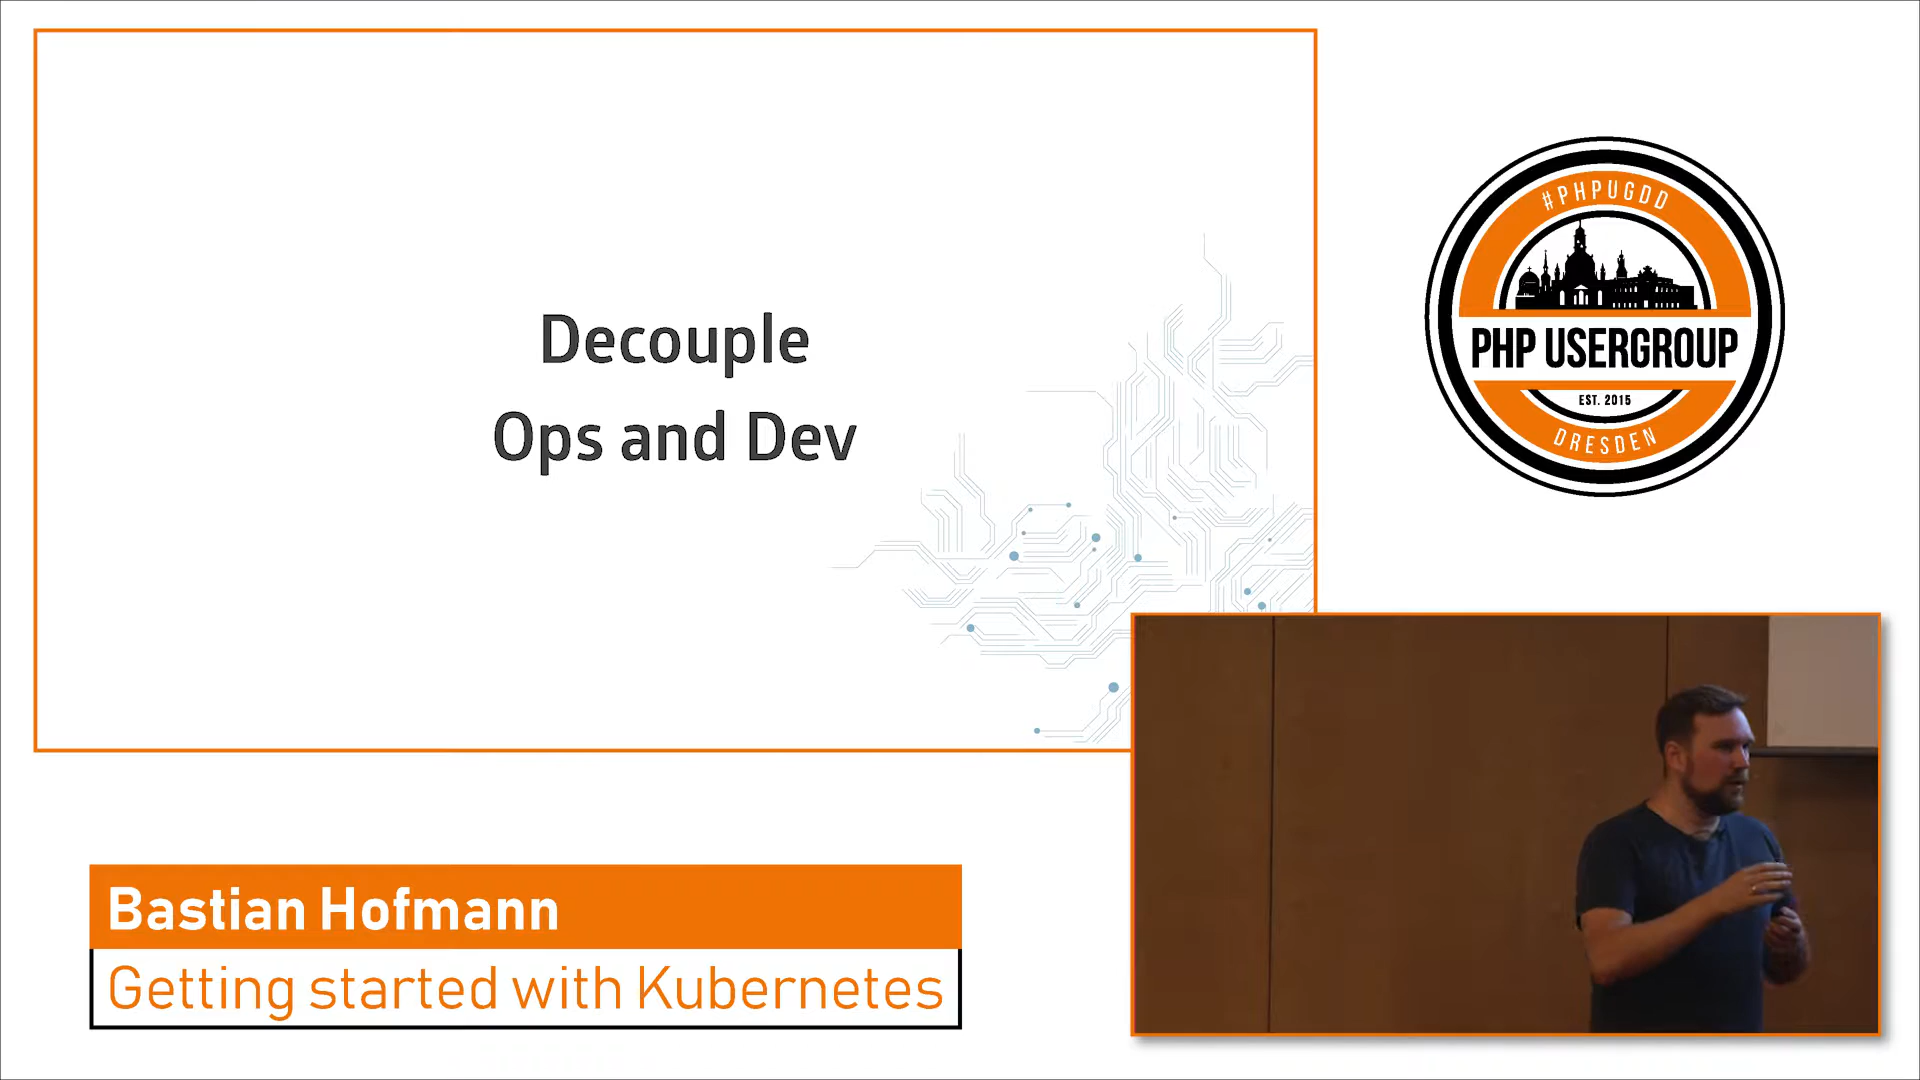 Decouple
Ops and Dev
#PHPUGDD
PHP USERGROUP
EST. 2015
DRESDEN
Bastian Hofmann
Getting started with Kubernetes